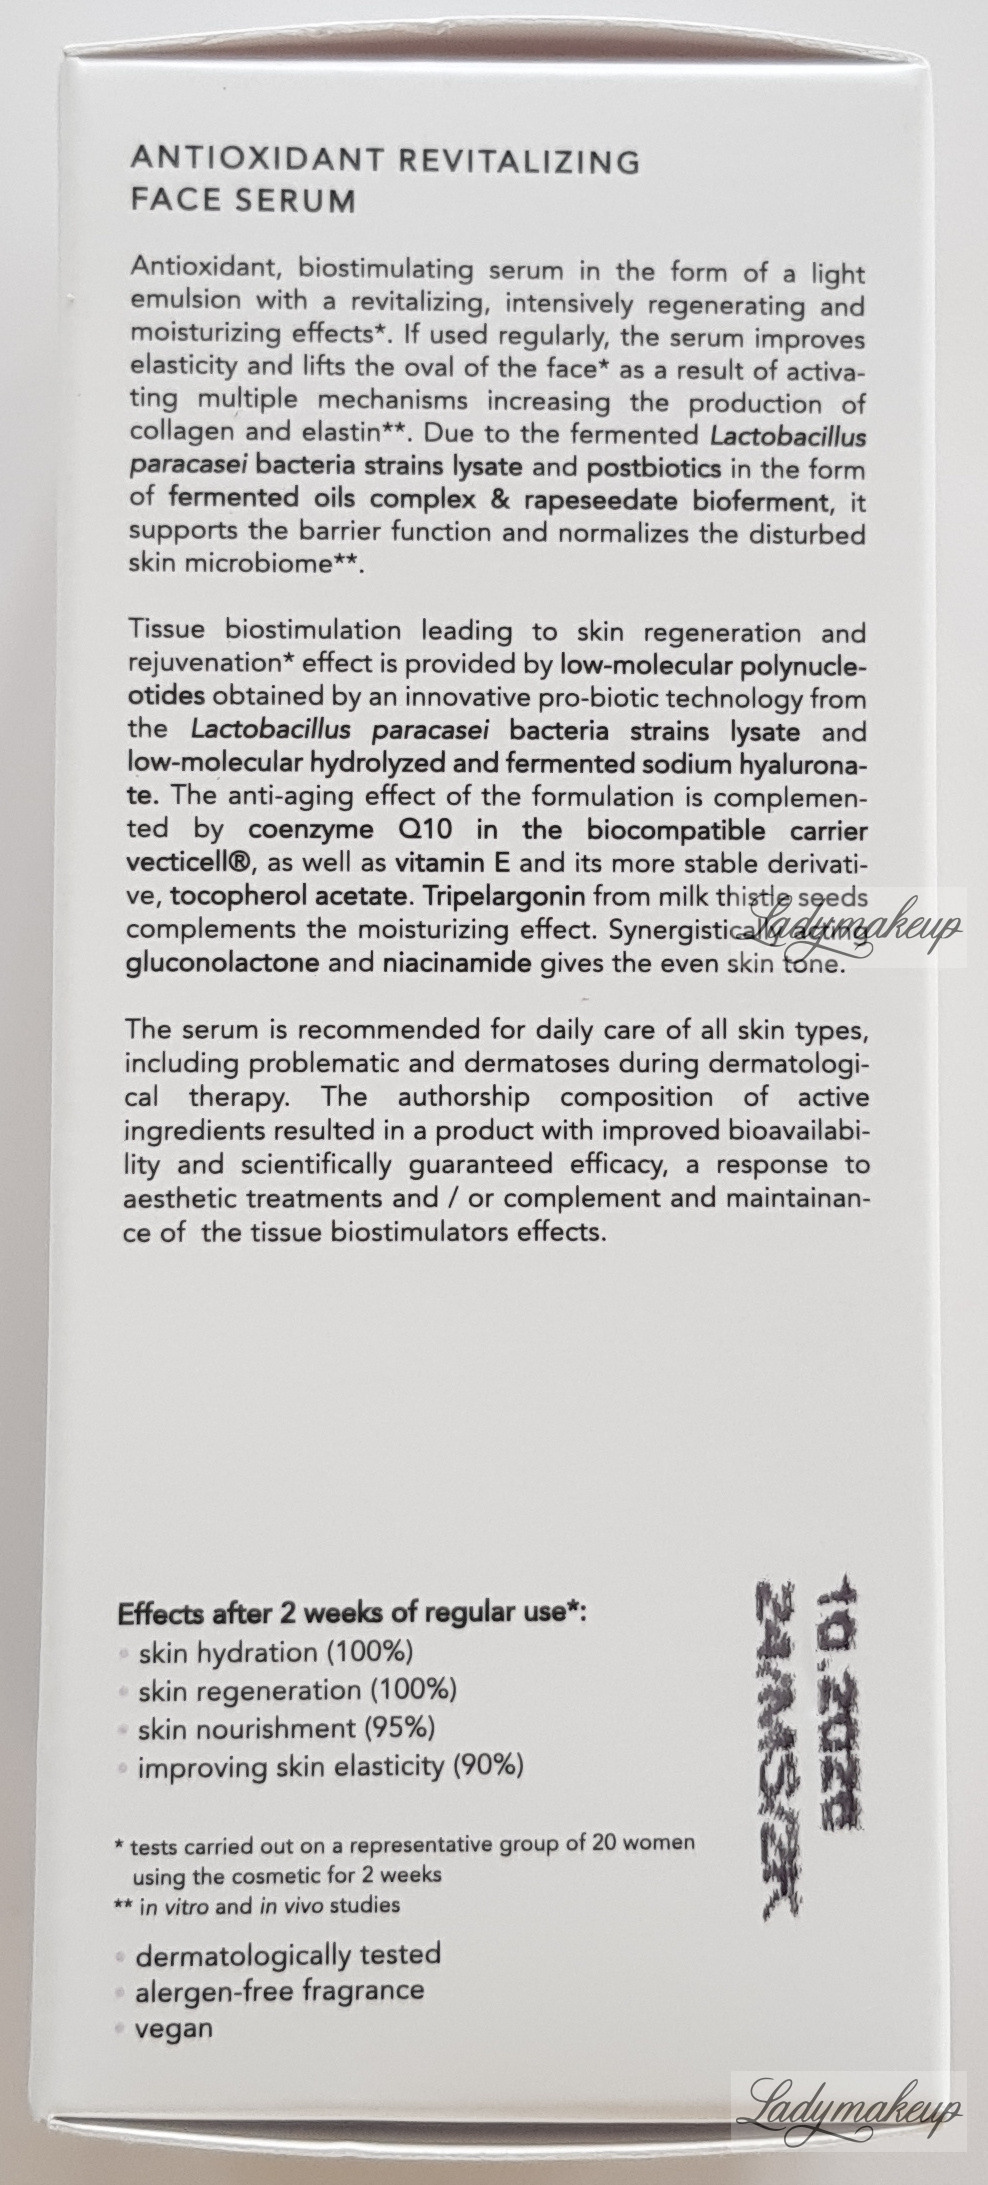 ANTIOXIDANT REVITALIZING
FACE SERUM
Antioxidant, biostimulating serum in the form of a light
emulsion with a revitalizing, intensively regenerating and
moisturizing effects*. If used regularly, the serum improves
elasticity and lifts the oval of the face* as a result of activa-
ting multiple mechanisms increasing the production of
collagen and elastin**. Due to the fermented Lactobacillus
paracasei bacteria strains lysate and postbiotics in the form
of fermented oils complex & rapeseedate bioferment, it
supports the barrier function and normalizes the disturbed
skin microbiome**.
Tissue biostimulation leading to skin regeneration and
rejuvenation* effect is provided by low-molecular polynucle-
otides obtained by an innovative pro-biotic technology from
the Lactobacillus paracasei bacteria strains lysate and
low-molecular hydrolyzed and fermented sodium hyalurona-
te. The anti-aging effect of the formulation is complemen-
ted by coenzyme Q10 in the biocompatible carrier
vecticell®, as well as vitamin E and its more stable derivati-
ve, tocopherol acetate. Tripelargonin from milk thistle seeds
complements the moisturizing effect. Synergistically acting
gluconolactone and niacinamide gives the even skin tone.
Ladymakeup
The serum is recommended for daily care of all skin types,
including problematic and dermatoses during dermatologi-
cal therapy. The authorship composition of active
ingredients resulted in a product with improved bioavailabi-
lity and scientifically guaranteed efficacy, a response to
aesthetic treatments and / or complement and maintainan-
ce of the tissue biostimulators effects.
Effects after 2 weeks of regular use*:
skin hydration (100%)
skin regeneration (100%)
skin nourishment (95%)
improving skin elasticity (90%)
* tests carried out on a representative group of 20 women
using the cosmetic for 2 weeks
** in vitro and in vivo studies
dermatologically tested
alergen-free fragrance
vegan
Ladymakeup